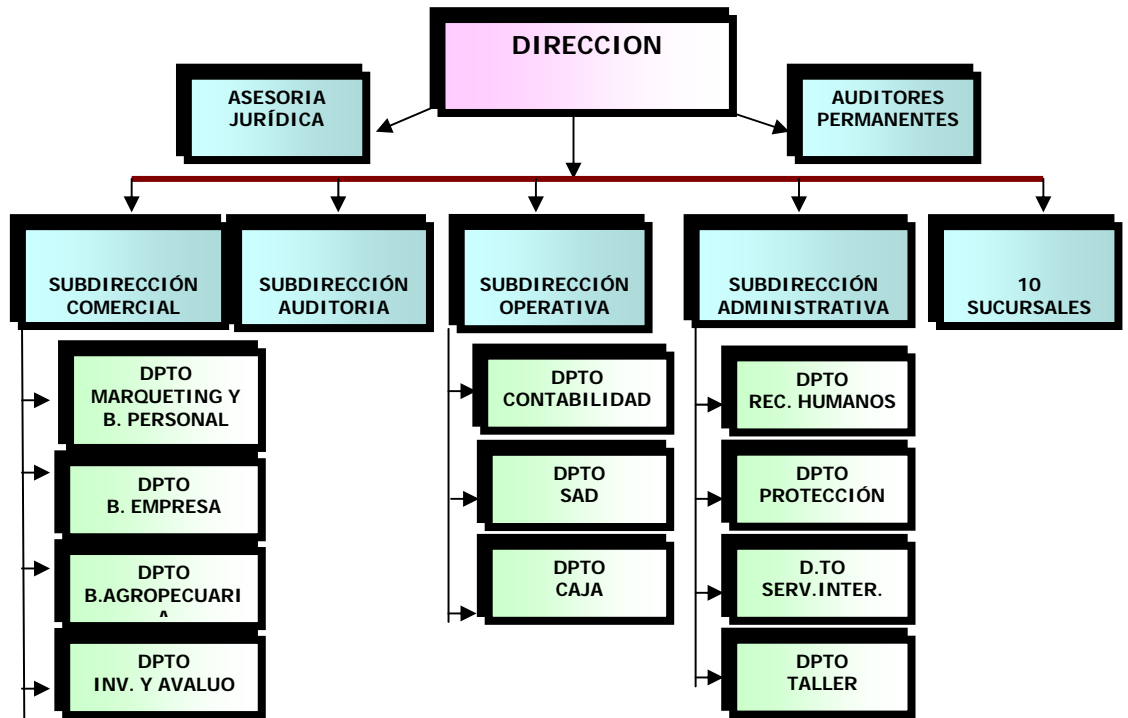 DIRECCION
ASESORIA
JURÍDICA
AUDITORES
PERMANENTES
SUBDIRECCIÓN
COMERCIAL
SUBDIRECCIÓN
AUDITORIA
SUBDIRECCIÓN
OPERATIVA
SUBDIRECCIÓN
ADMINISTRATIVA
10
SUCURSALES
DPTO
MARQUETING Y
B. PERSONAL
DPTO
B. EMPRESA
DPTO
B.AGROPECUARI
A
DPTO
INV. Y AVALUO
DPTO
CONTABILIDAD
DPTO
SAD
DPTO
CAJA
DPTO
REC. HUMANOS
DPTO
PROTECCIÓN
D.TO
SERV.INTER.
DPTO
TALLER